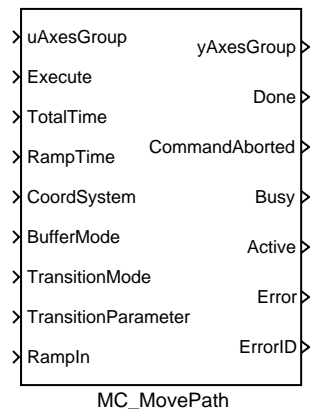 uAxesGroup
Execute
TotalTime
RampTime
CoordSystem
BufferMode
TransitionMode
TransitionParameter
RampIn
yAxesGroup
Done
CommandAborted
Busy
Active
Error
ErrorID
MC_MovePath